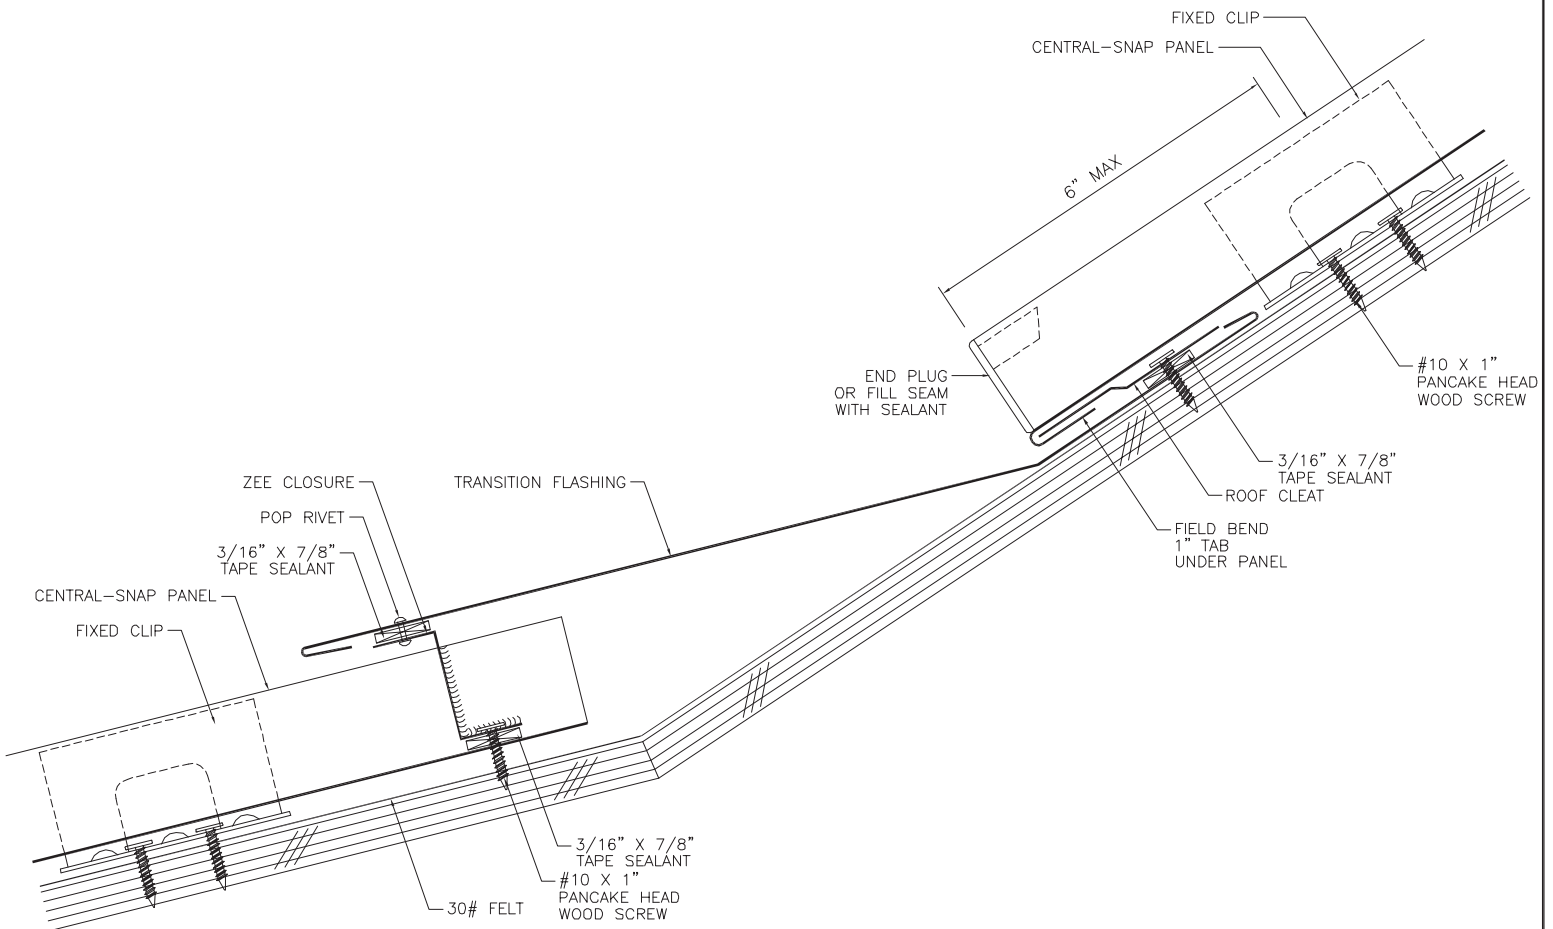 FIXED CLIP
CENTRAL-SNAP PANEL
6" MAX
END PLUG
OR FILL SEAM
WITH SEALANT
#10 X 1"
PANCAKE HEAD
WOOD SCREW
3/16" X 7/8"
TAPE SEALANT
ROOF CLEAT
FIELD BEND
1" TAB
UNDER PANEL
ZEE CLOSURE
TRANSITION FLASHING
POP RIVET
3/16" X 7/8"
TAPE SEALANT
CENTRAL-SNAP PANEL
FIXED CLIP
3/16" X 7/8"
TAPE SEALANT
#10 X 1"
PANCAKE HEAD
WOOD SCREW
30# FELT